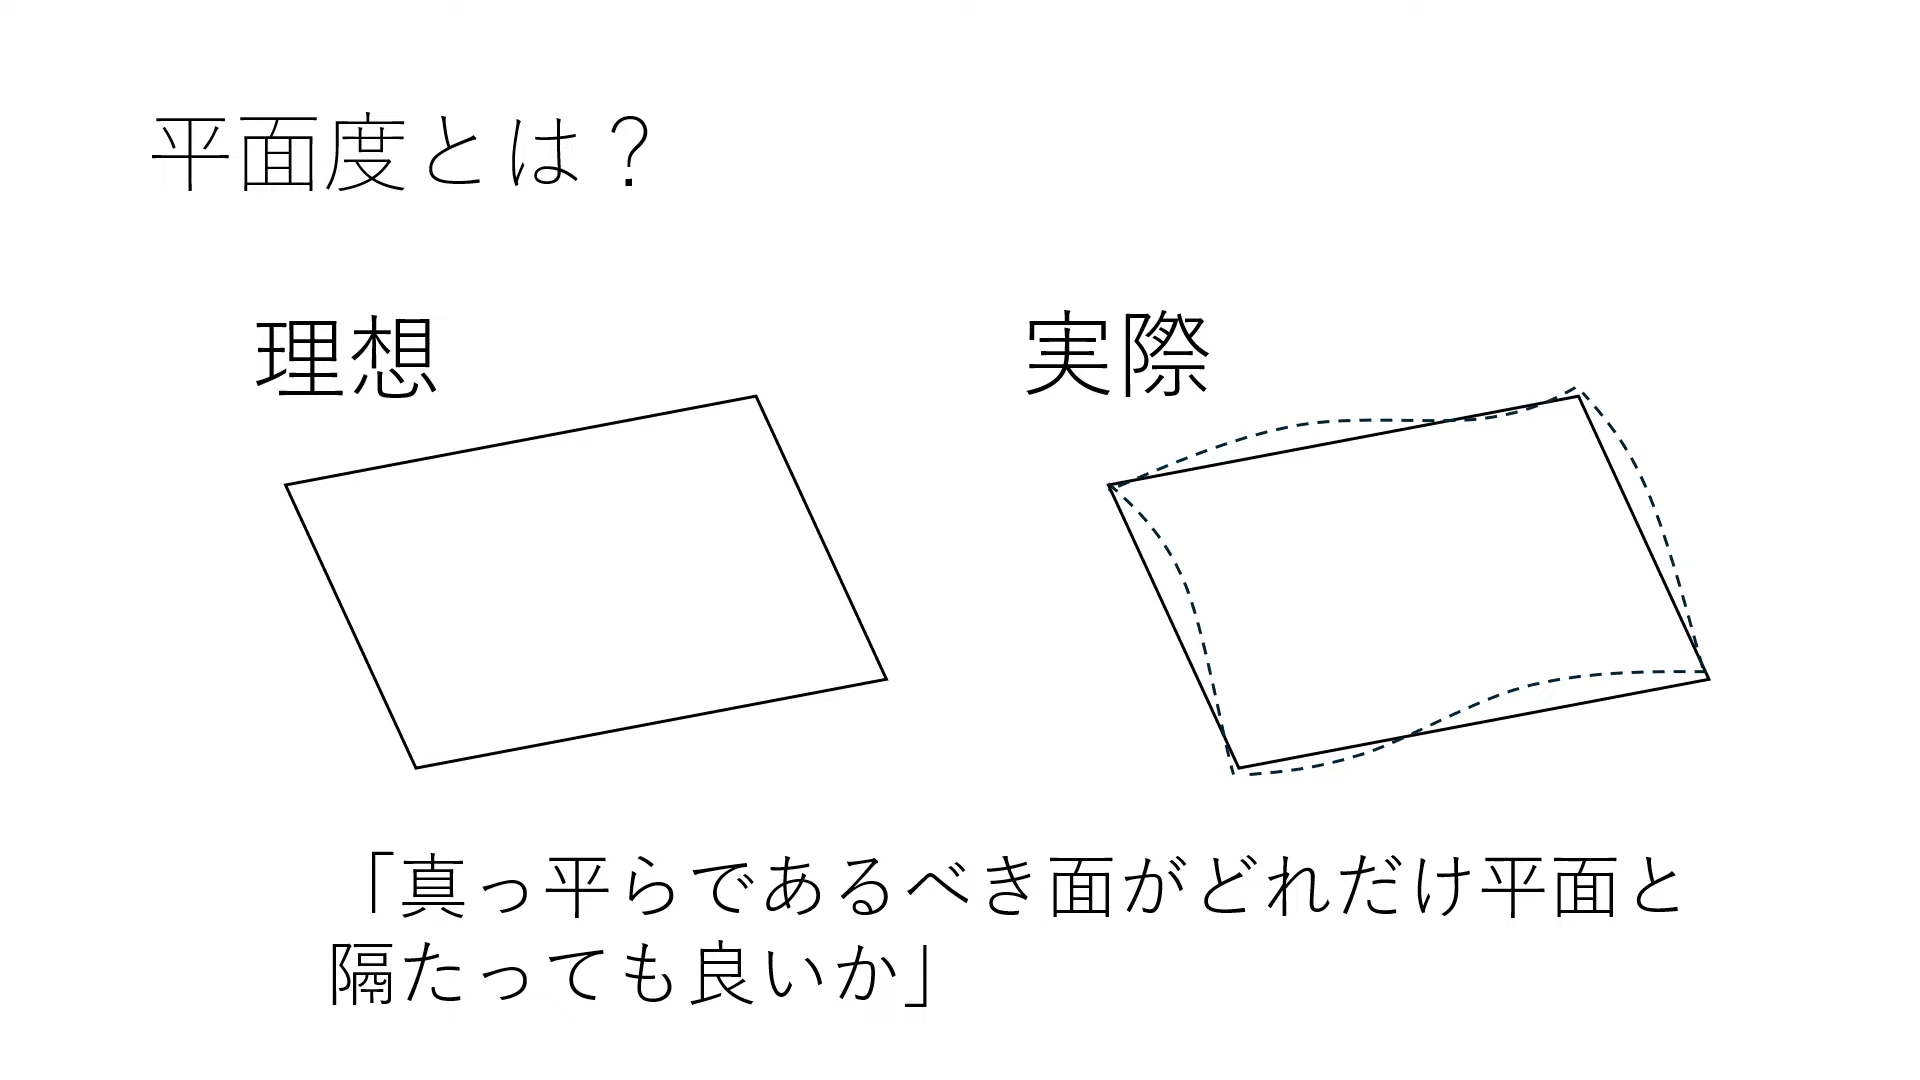 平面度とは？
理想
実際
「真っ平らであるべき面がどれだけ平面と
隔たっても良いか」